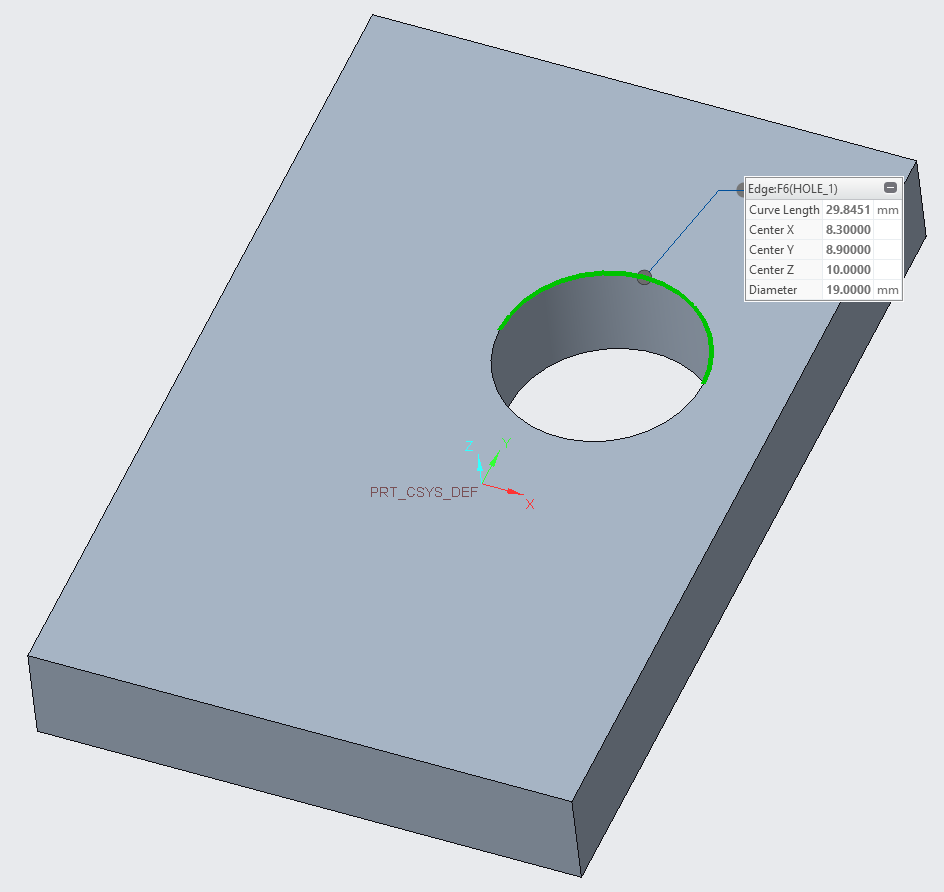 Edge:F6(HOLE_1)
Curve Length 29.8451 mm
Center X 8.30000
Center Y 8.90000
Center Z 10.0000
Diameter 19.0000 mm
Z
Y
PRT_CSYS_DEF
X